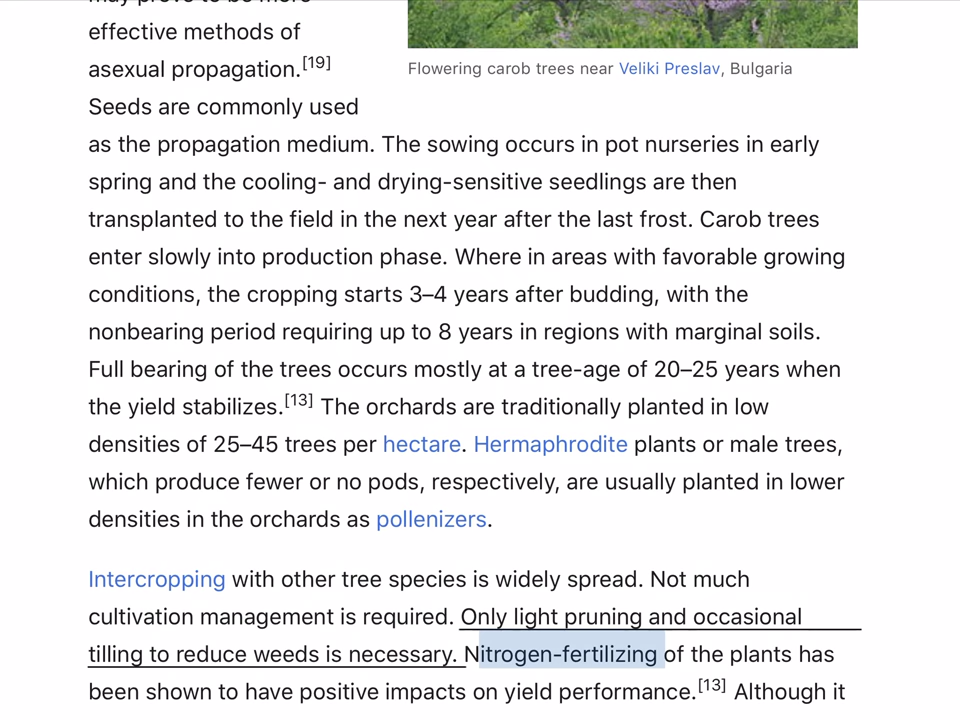 may prove to be more
effective methods of
asexual propagation.[19]
Seeds are commonly used
Flowering carob trees near Veliki Preslav, Bulgaria
as the propagation medium. The sowing occurs in pot nurseries in early
spring and the cooling- and drying-sensitive seedlings are then
transplanted to the field in the next year after the last frost. Carob trees
enter slowly into production phase. Where in areas with favorable growing
conditions, the cropping starts 3–4 years after budding, with the
nonbearing period requiring up to 8 years in regions with marginal soils.
Full bearing of the trees occurs mostly at a tree-age of 20–25 years when
the yield stabilizes.[13] The orchards are traditionally planted in low
densities of 25–45 trees per hectare. Hermaphrodite plants or male trees,
which produce fewer or no pods, respectively, are usually planted in lower
densities in the orchards as pollenizers.
Intercropping with other tree species is widely spread. Not much
cultivation management is required. Only light pruning and occasional
tilling to reduce weeds is necessary. Nitrogen-fertilizing of the plants has
been shown to have positive impacts on yield performance.[13] Although it